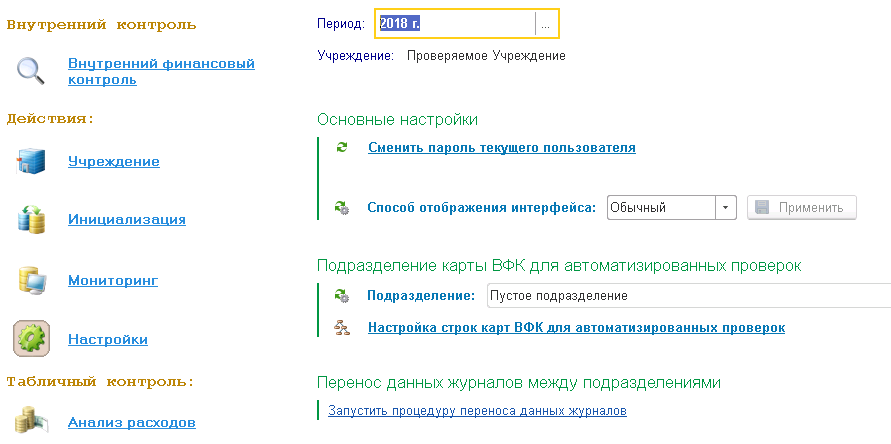 Внутренний контроль
Внутренний финансовый
контроль
Действия:
Учреждение
Инициализация
Мониторинг
Настройки
Табличный контроль:
Анализ расходов
Период: 2018 г. ...
Учреждение: Проверяемое Учреждение
Основные настройки
Сменить пароль текущего пользователя
Способ отображения интерфейса: Обычный Применить
Подразделение карты ВФК для автоматизированных проверок
Подразделение: Пустое подразделение
Настройка строк карт ВФК для автоматизированных проверок
Перенос данных журналов между подразделениями
Запустить процедуру переноса данных журналов